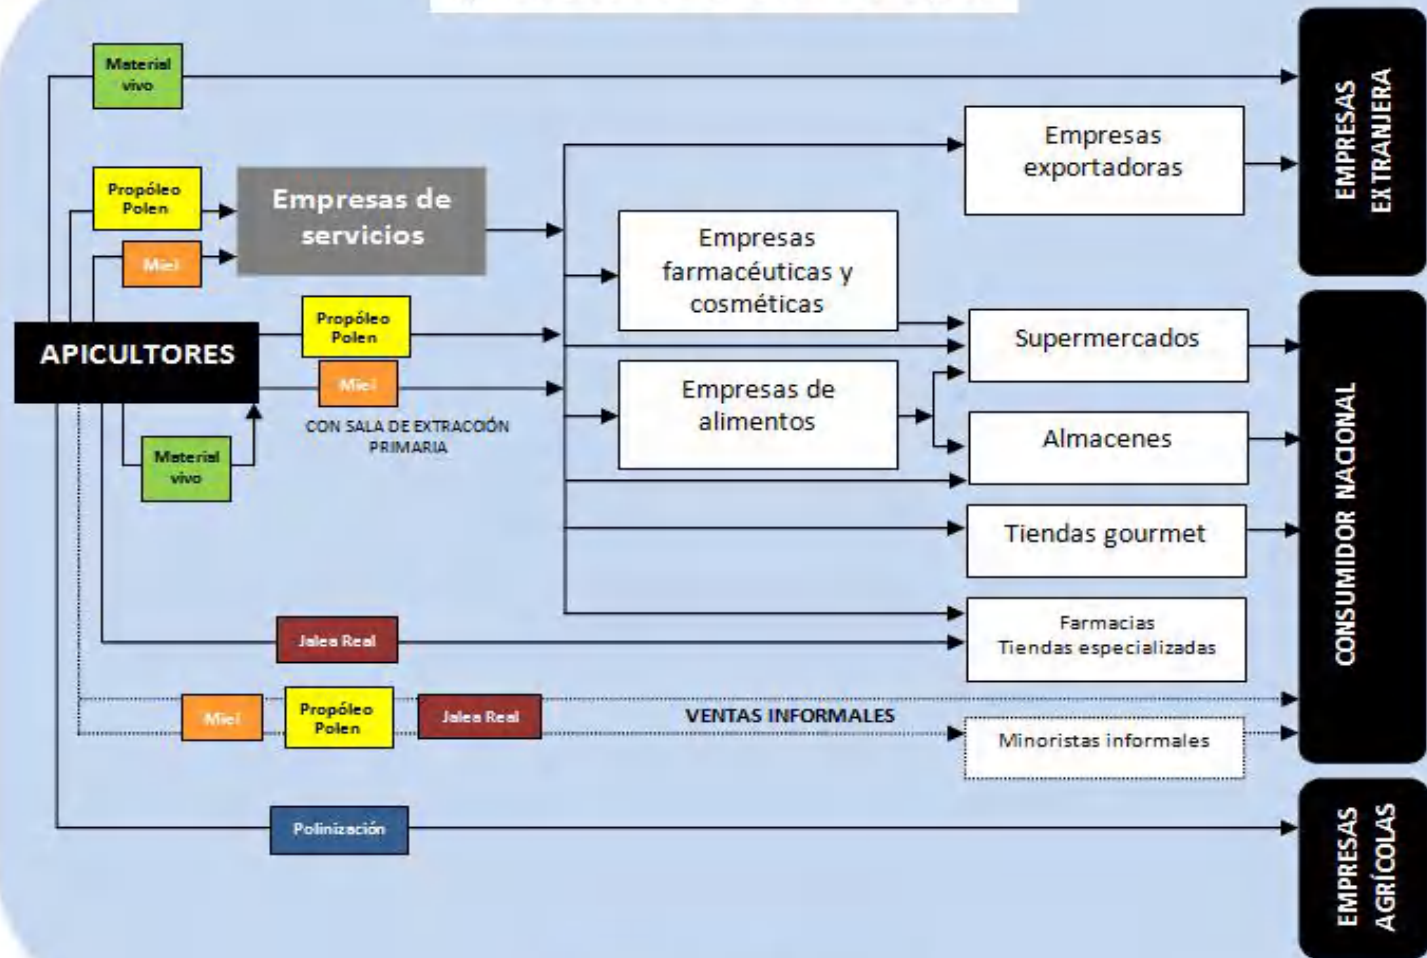 Material
vivo
EMPRESAS
EXTRANJERA
Empresas
exportadoras
Propóleo
Polen
Empresas de
servicios
Miel
Empresas
farmacéuticas y
cosméticas
APICULTORES
Propóleo
Polen
Miel
CON SALA DE EXTRACCIÓN
PRIMARIA
Material
vivo
Supermercados
Empresas de
alimentos
Almacenes
Tiendas gourmet
CONSUMIDOR NACIONAL
Jalea Real
Farmacias
Tiendas especializadas
Miel
Propóleo
Polen
Jalea Real
VENTAS INFORMALES
Minoristas informales
Polinización
EMPRESAS
AGRÍCOLAS